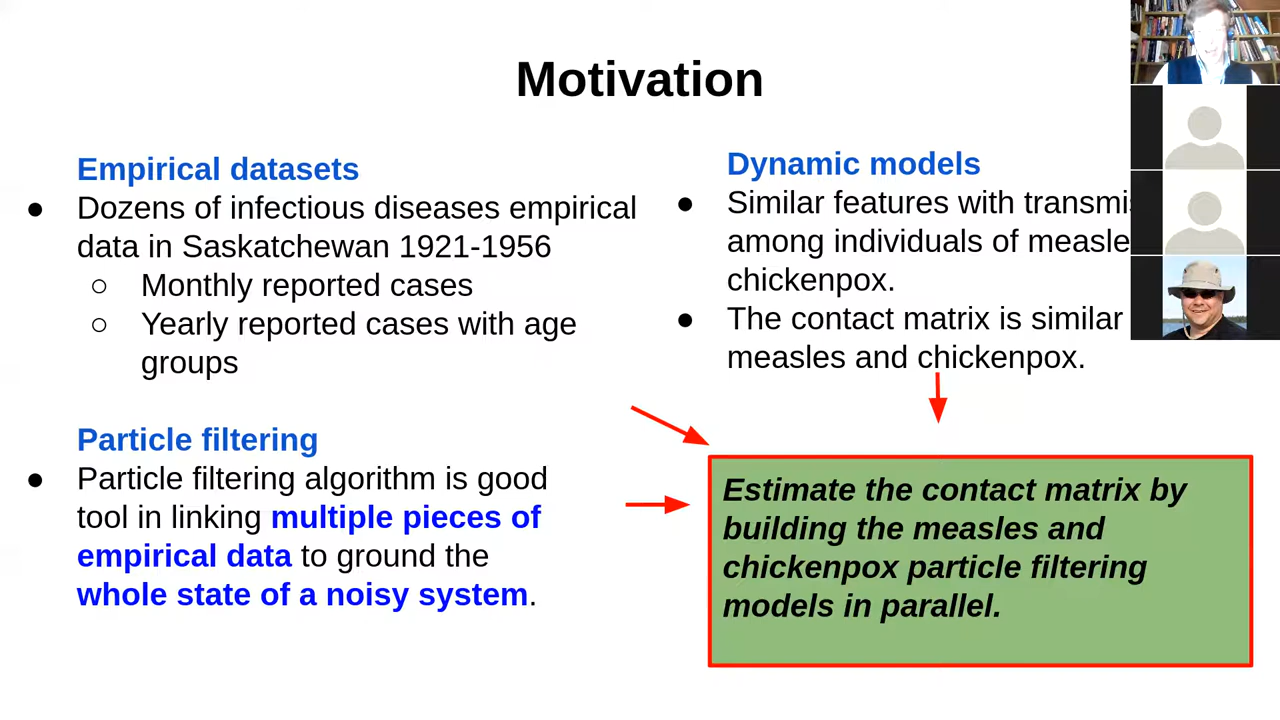 Motivation
Empirical datasets
● Dozens of infectious diseases empirical
data in Saskatchewan 1921-1956
○ Monthly reported cases
○ Yearly reported cases with age
groups
Particle filtering
● Particle filtering algorithm is good
tool in linking multiple pieces of
empirical data to ground the
whole state of a noisy system.
Dynamic models
● Similar features with
among individuals of
chickenpox.
● The contact matrix is similar
measles and chickenpox.
Estimate the contact matrix by
building the measles and
chickenpox particle filtering
models in parallel.